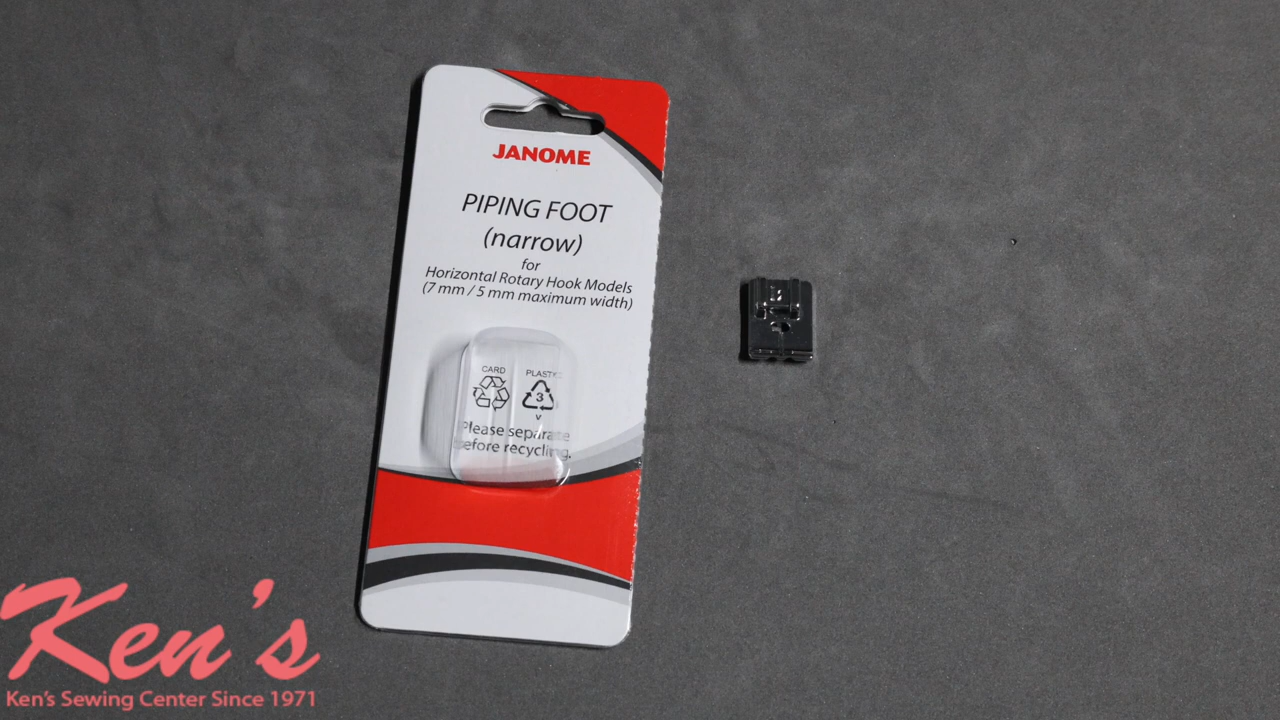 JANOME
PIPING FOOT
(narrow)
for
Horizontal Rotary Hook Models
(7 mm / 5 mm maximum width)
CARD PLASTIC
3
V
Please separate
before recycling.
Ken's
Ken's Sewing Center Since 1971